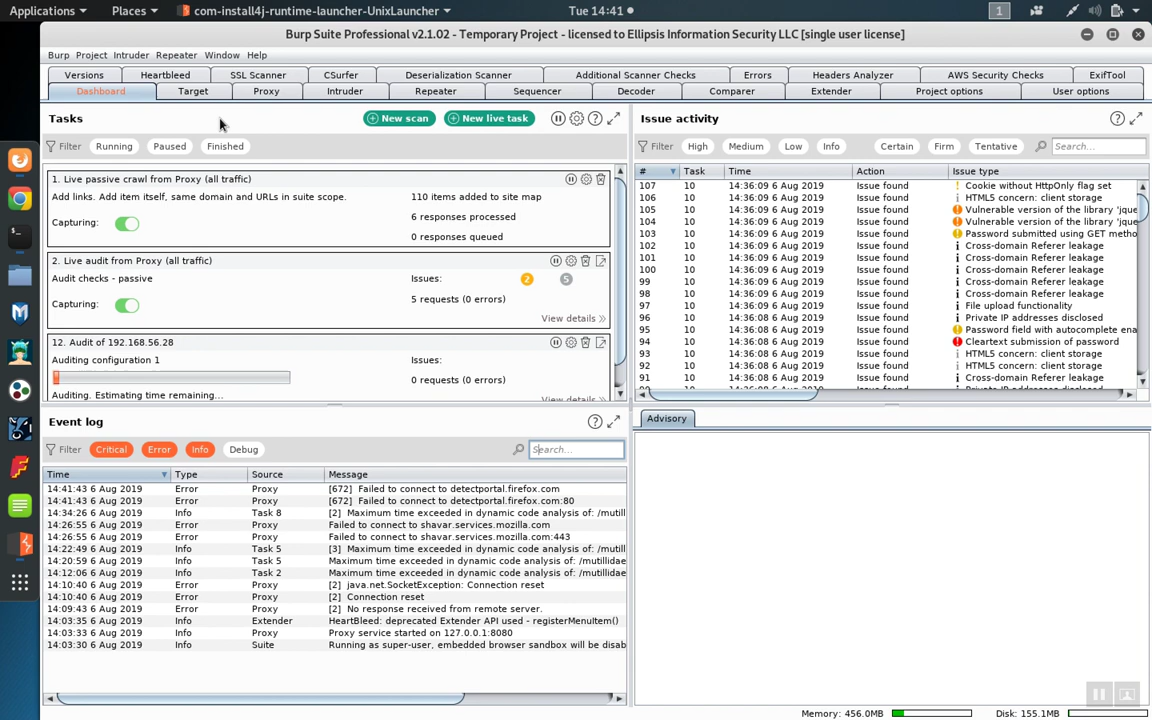 Applications Places com-install4j-runtime-launcher-UnixLauncher Tue 14:41 1
Burp Suite Professional v2.1.02 - Temporary Project - licensed to Ellipsis Information Security LLC [single user license]
Burp Project Intruder Repeater Window Help
Versions Heartbleed SSL Scanner CSurfer Deserialization Scanner Additional Scanner Checks Errors Headers Analyzer AWS Security Checks ExifTool
Dashboard Target Proxy Intruder Repeater Sequencer Decoder Comparer Extender Project options User options
Tasks New scan New live task
Filter Running Paused Finished
1. Live passive crawl from Proxy (all traffic)
Add links. Add item itself, same domain and URLs in suite scope. 110 items added to site map
Capturing: 6 responses processed
0 responses queued
2. Live audit from Proxy (all traffic)
Audit checks - passive Issues: 2 5
Capturing: 5 requests (0 errors)
View details
12. Audit of 192.168.56.28
Auditing configuration 1 Issues:
0 requests (0 errors)
Auditing. Estimating time remaining... View details
Issue activity
Filter High Medium Low Info Certain Firm Tentative Search...
# Task Time Action Issue type
107 10 14:36:09 6 Aug 2019 Issue found Cookie without HttpOnly flag set
106 10 14:36:09 6 Aug 2019 Issue found HTML5 concern: client storage
105 10 14:36:09 6 Aug 2019 Issue found Vulnerable version of the library 'jque
104 10 14:36:09 6 Aug 2019 Issue found Vulnerable version of the library 'jque
103 10 14:36:09 6 Aug 2019 Issue found Password submitted using GET metho
102 10 14:36:09 6 Aug 2019 Issue found Cross-domain Referer leakage
101 10 14:36:09 6 Aug 2019 Issue found Cross-domain Referer leakage
100 10 14:36:09 6 Aug 2019 Issue found Cross-domain Referer leakage
99 10 14:36:09 6 Aug 2019 Issue found Cross-domain Referer leakage
98 10 14:36:09 6 Aug 2019 Issue found Cross-domain Referer leakage
97 10 14:36:09 6 Aug 2019 Issue found File upload functionality
96 10 14:36:08 6 Aug 2019 Issue found Private IP addresses disclosed
95 10 14:36:08 6 Aug 2019 Issue found Password field with autocomplete ena
94 10 14:36:08 6 Aug 2019 Issue found Cleartext submission of password
93 10 14:36:08 6 Aug 2019 Issue found HTML5 concern: client storage
92 10 14:36:08 6 Aug 2019 Issue found HTML5 concern: client storage
91 10 14:36:08 6 Aug 2019 Issue found Cross-domain Referer leakage
Event log
Filter Critical Error Info Debug Search...
Time Type Source Message
14:41:43 6 Aug 2019 Error Proxy [672] Failed to connect to detectportal.firefox.com
14:41:43 6 Aug 2019 Error Proxy [672] Failed to connect to detectportal.firefox.com:80
14:34:26 6 Aug 2019 Info Task 8 [2] Maximum time exceeded in dynamic code analysis of: /mutill
14:26:55 6 Aug 2019 Error Proxy Failed to connect to shavar.services.mozilla.com
14:26:55 6 Aug 2019 Error Proxy Failed to connect to shavar.services.mozilla.com:443
14:22:49 6 Aug 2019 Info Task 5 [3] Maximum time exceeded in dynamic code analysis of: /mutill
14:20:59 6 Aug 2019 Info Task 5 Maximum time exceeded in dynamic code analysis of: /mutillidae
14:12:06 6 Aug 2019 Info Task 2 Maximum time exceeded in dynamic code analysis of: /mutillidae
14:10:40 6 Aug 2019 Error Proxy [2] java.net.SocketException: Connection reset
14:10:40 6 Aug 2019 Error Proxy [2] Connection reset
14:09:43 6 Aug 2019 Error Proxy [2] No response received from remote server.
14:03:35 6 Aug 2019 Info Extender HeartBleed: deprecated Extender API used - registerMenuItem()
14:03:33 6 Aug 2019 Info Proxy Proxy service started on 127.0.0.1:8080
14:03:30 6 Aug 2019 Info Suite Running as super-user, embedded browser sandbox will be disab
Advisory
Memory: 456.0MB Disk: 155.1MB